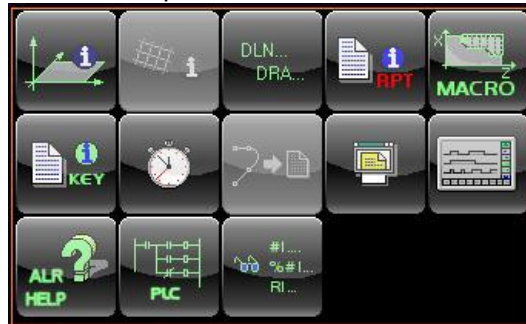 i
i
DLN...
DRA...
i
RPT
X
Z
MACRO
i
KEY
ALR
HELP
?
PLC
#I....
%#I...
RI...